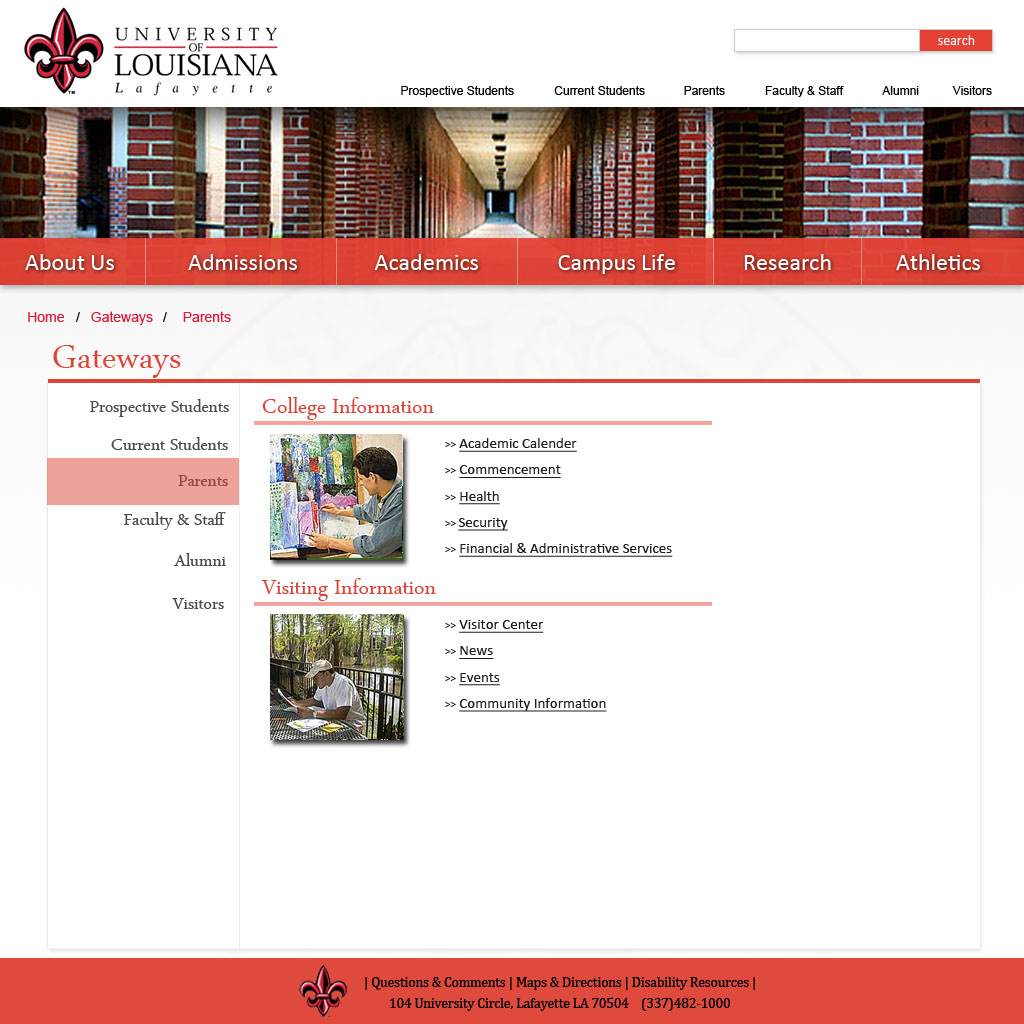 UNIVERSITY
OF
LOUISIANA
Lafayette
™
search
Prospective Students Current Students Parents Faculty & Staff Alumni Visitors
About Us Admissions Academics Campus Life Research Athletics
Home / Gateways / Parents
Gateways
Prospective Students
Current Students
Parents
Faculty & Staff
Alumni
Visitors
College Information
>> Academic Calender
>> Commencement
>> Health
>> Security
>> Financial & Administrative Services
Visiting Information
>> Visitor Center
>> News
>> Events
>> Community Information
| Questions & Comments | Maps & Directions | Disability Resources |
104 University Circle, Lafayette LA 70504 (337)482-1000